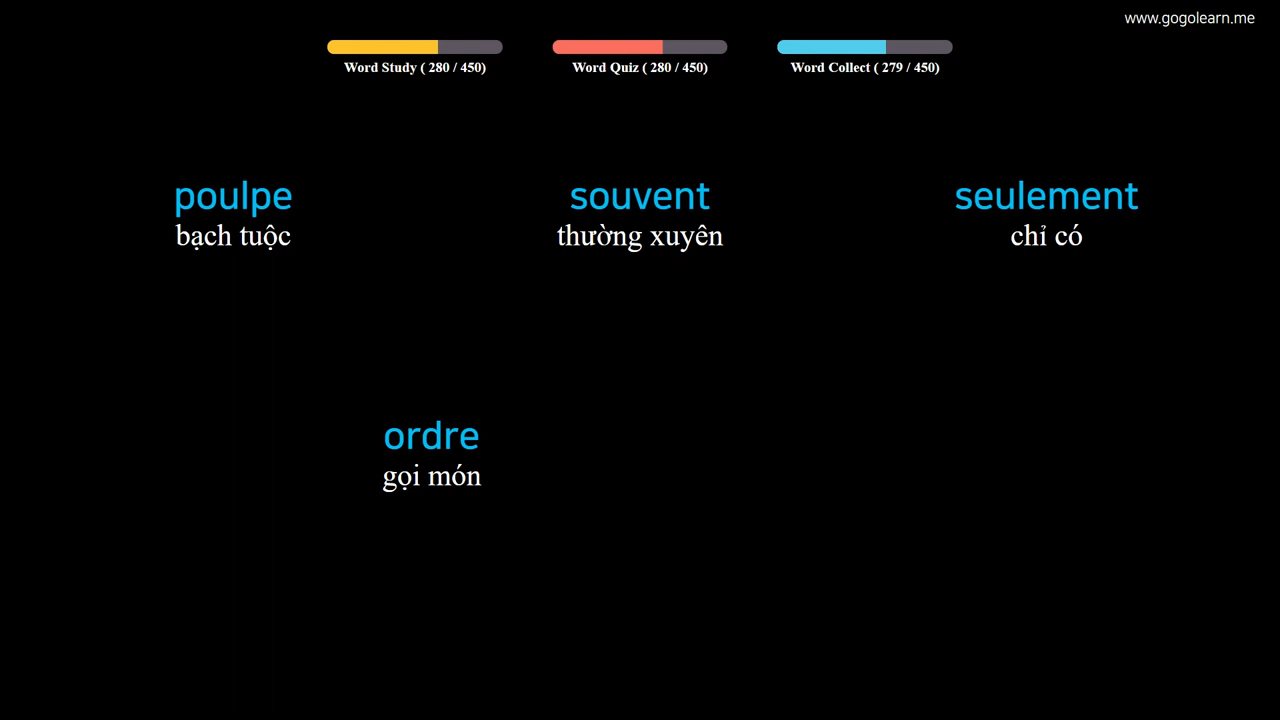 www.gogolearn.me
Word Study ( 280 / 450)
Word Quiz ( 280 / 450)
Word Collect ( 279 / 450)
poulpe
bạch tuộc
souvent
thường xuyên
seulement
chỉ có
ordre
gọi món